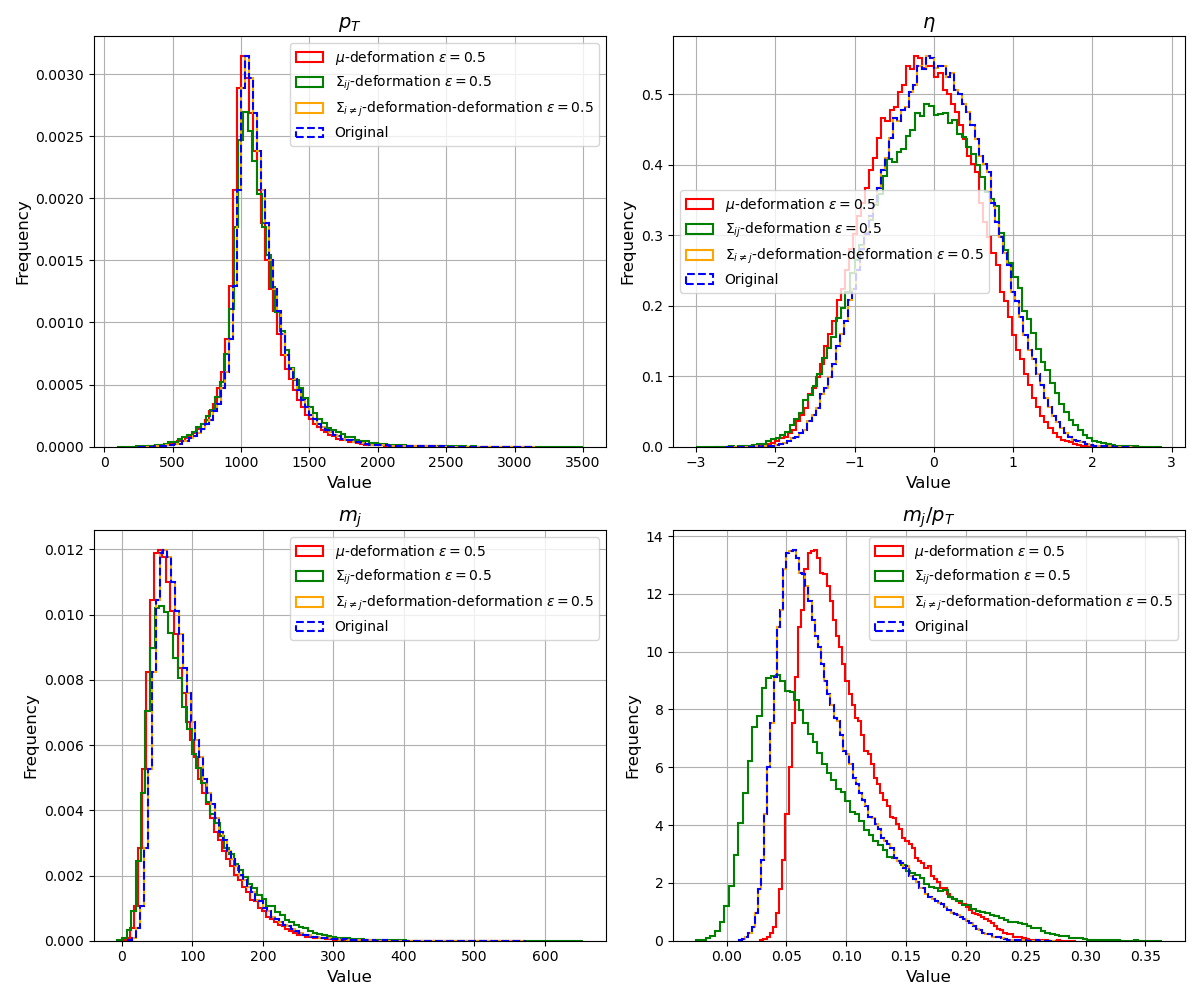 p_T
Frequency
0.0030
0.0025
0.0020
0.0015
0.0010
0.0005
0.0000
μ-deformation ε = 0.5
Σ_ij-deformation ε = 0.5
Σ_i≠j-deformation-deformation ε = 0.5
Original
0 500 1000 1500 2000 2500 3000 3500
Value
η
Frequency
0.5
0.4
0.3
0.2
0.1
0.0
μ-deformation ε = 0.5
Σ_ij-deformation ε = 0.5
Σ_i≠j-deformation-deformation ε = 0.5
Original
−3 −2 −1 0 1 2 3
Value
m_j
Frequency
0.012
0.010
0.008
0.006
0.004
0.002
0.000
μ-deformation ε = 0.5
Σ_ij-deformation ε = 0.5
Σ_i≠j-deformation-deformation ε = 0.5
Original
0 100 200 300 400 500 600
Value
m_j/p_T
Frequency
14
12
10
8
6
4
2
0
μ-deformation ε = 0.5
Σ_ij-deformation ε = 0.5
Σ_i≠j-deformation-deformation ε = 0.5
Original
0.00 0.05 0.10 0.15 0.20 0.25 0.30 0.35
Value